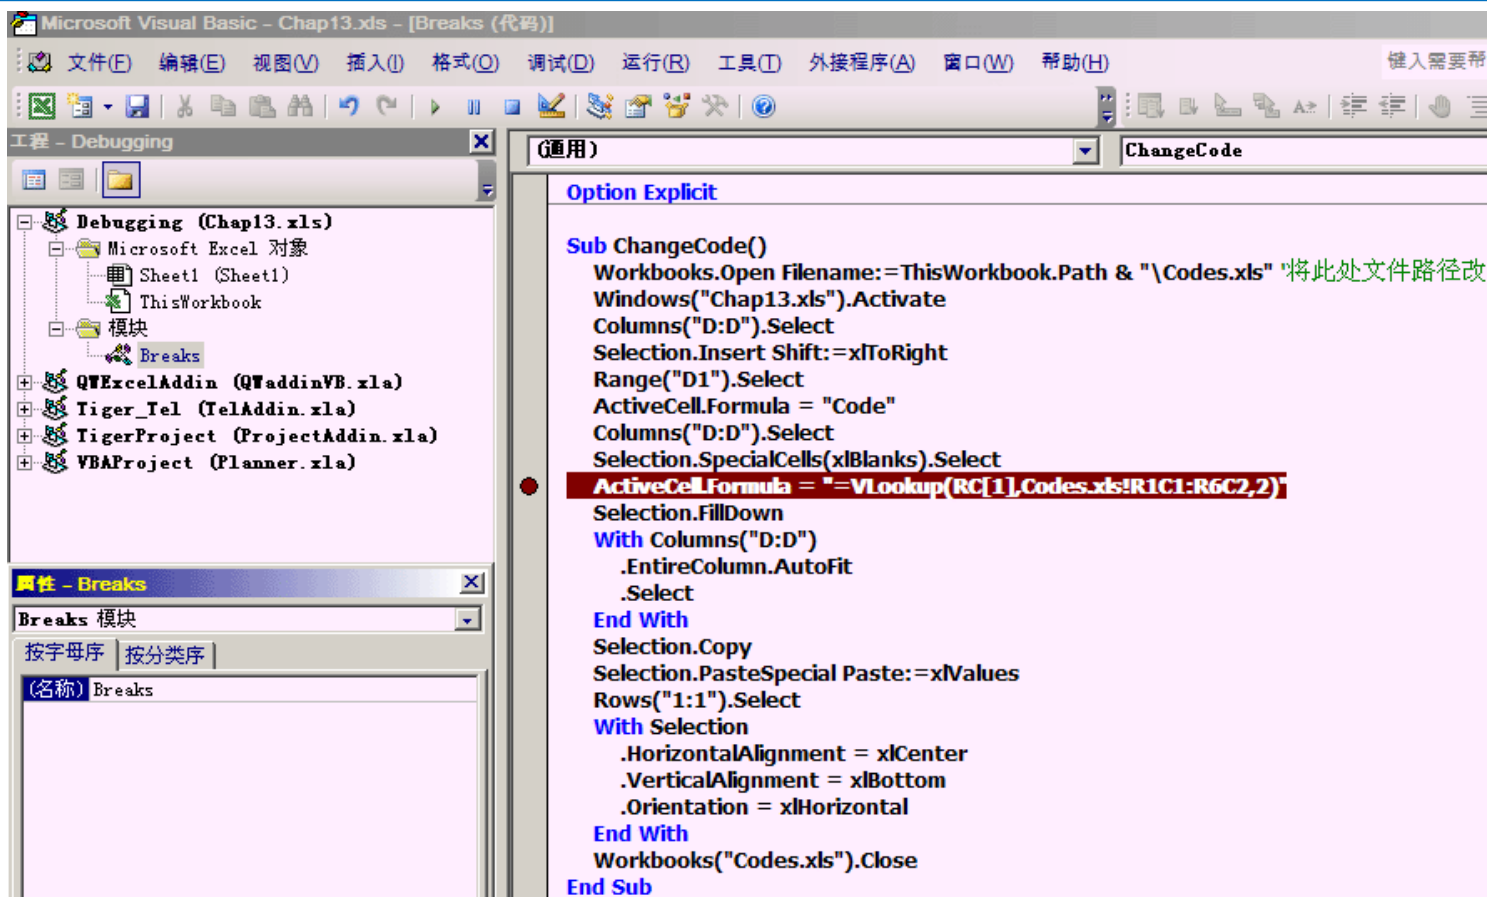 Microsoft Visual Basic - Chap13.xls - [Breaks (代码)]
文件(F) 编辑(E) 视图(V) 插入(I) 格式(O) 调试(D) 运行(R) 工具(T) 外接程序(A) 窗口(W) 帮助(H) 键入需要帮
工程 - Debugging
(通用) ChangeCode
Debugging (Chap13.xls)
Microsoft Excel 对象
Sheet1 (Sheet1)
ThisWorkbook
模块
Breaks
QWExcelAddin (QWaddinVB.xla)
Tiger_Tel (TelAddin.xla)
TigerProject (ProjectAddin.xla)
VBAProject (Planner.xla)
属性 - Breaks
Breaks 模块
按字母序 按分类序
(名称) Breaks
Option Explicit
Sub ChangeCode()
Workbooks.Open Filename:=ThisWorkbook.Path & "\Codes.xls" '将此处文件路径改
Windows("Chap13.xls").Activate
Columns("D:D").Select
Selection.Insert Shift:=xlToRight
Range("D1").Select
ActiveCell.Formula = "Code"
Columns("D:D").Select
Selection.SpecialCells(xlBlanks).Select
ActiveCell.Formula = "=VLookup(RC[1],Codes.xls!R1C1:R6C2,2)"
Selection.FillDown
With Columns("D:D")
.EntireColumn.AutoFit
.Select
End With
Selection.Copy
Selection.PasteSpecial Paste:=xlValues
Rows("1:1").Select
With Selection
.HorizontalAlignment = xlCenter
.VerticalAlignment = xlBottom
.Orientation = xlHorizontal
End With
Workbooks("Codes.xls").Close
End Sub